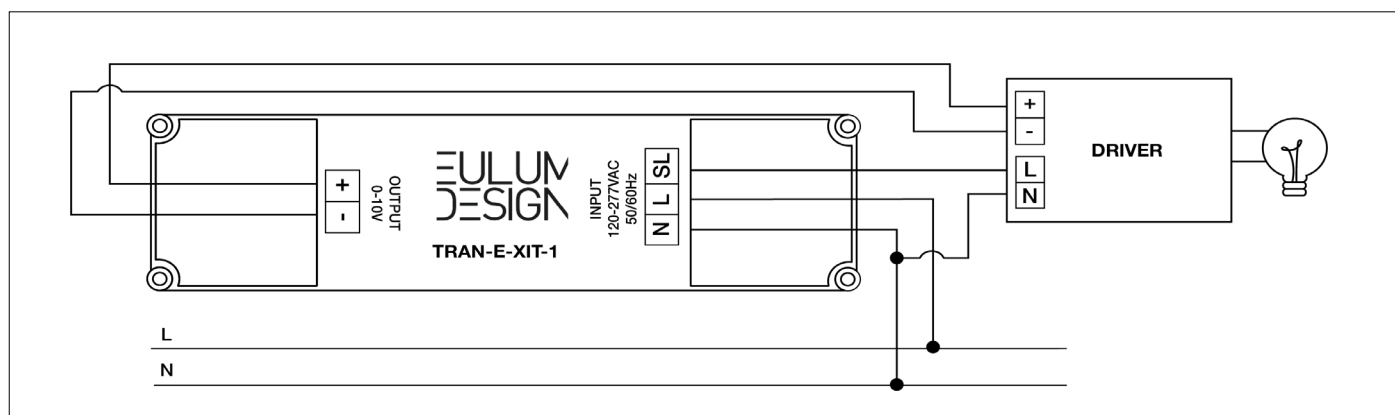 +
-
OUTPUT
0-10V
EULUM
DESIGN
TRAN-E-XIT-1
INPUT
120-277VAC
50/60Hz
N L SL
+
-
L
N
DRIVER
L
N